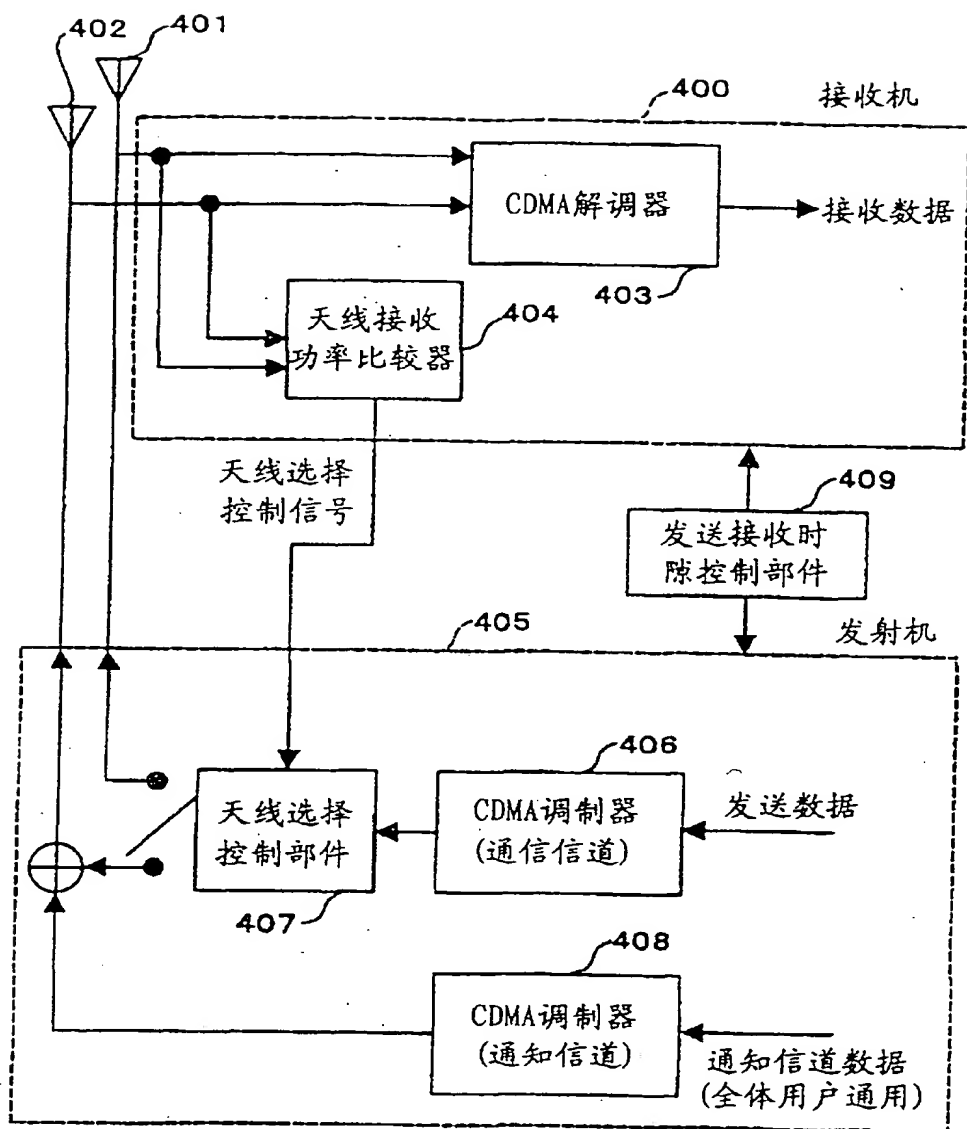 402
401
400
接收机
CDMA解调器
接收数据
403
天线接收
功率比较器
404
天线选择
控制信号
409
发送接收时
隙控制部件
405
发射机
406
天线选择
控制部件
CDMA调制器
(通信信道)
发送数据
407
408
CDMA调制器
(通知信道)
通知信道数据
(全体用户通用)